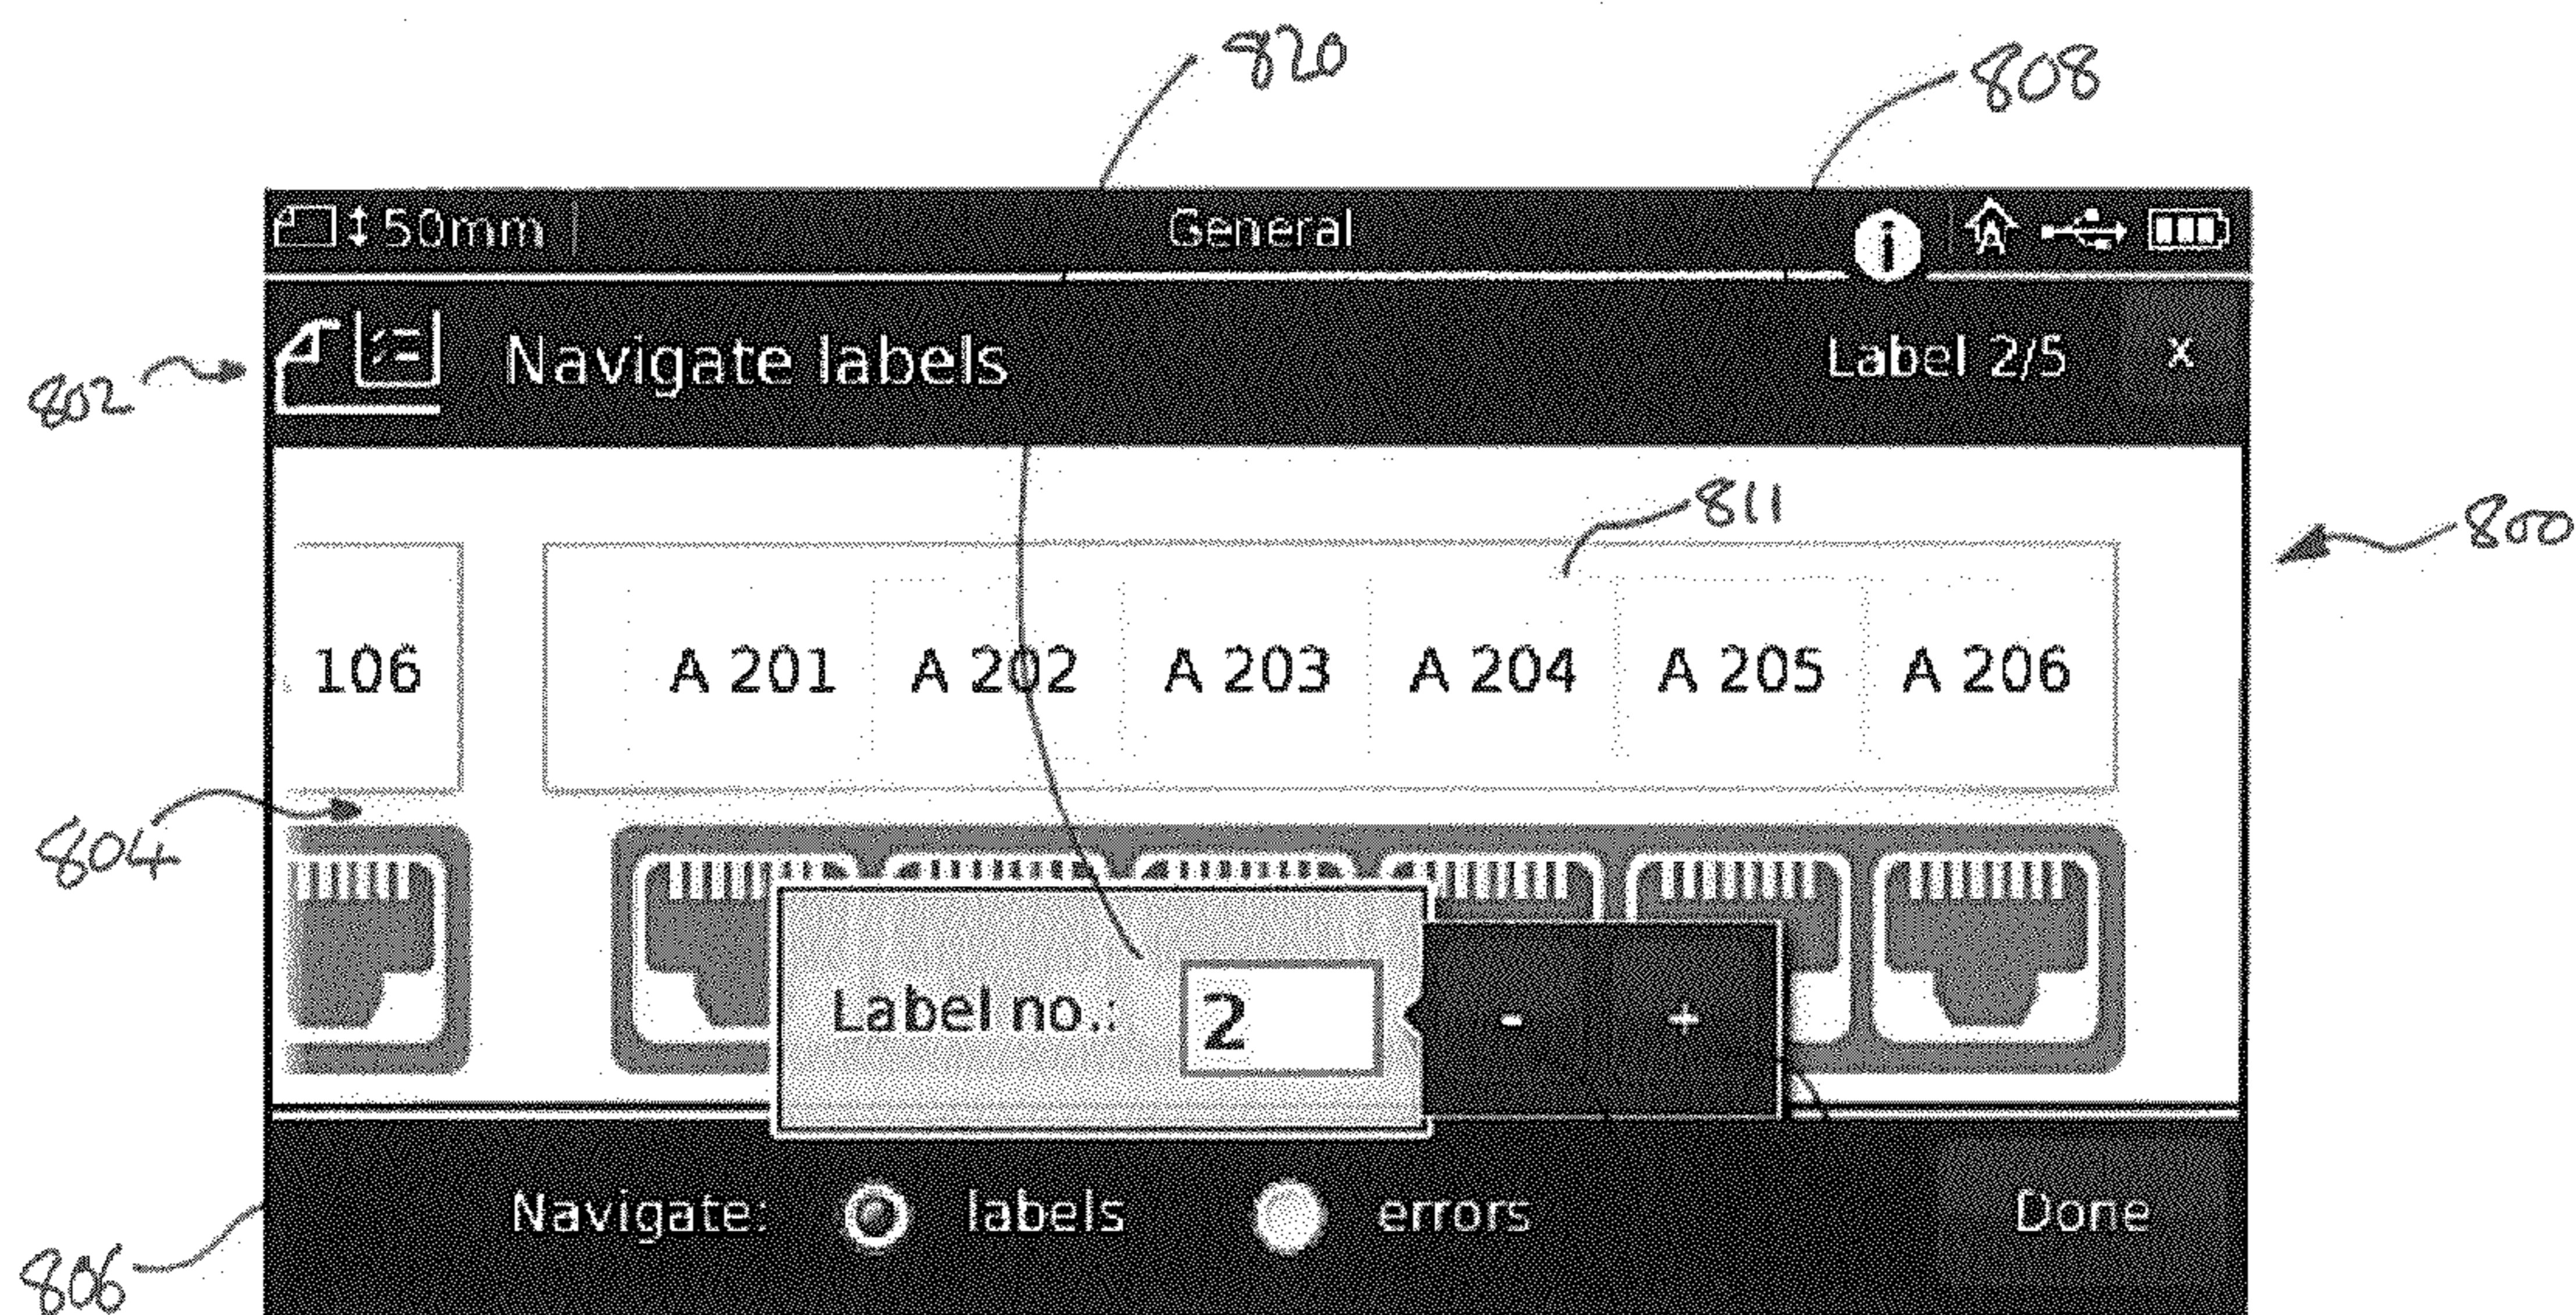 820
808
50mm General i A
802
Navigate labels Label 2/5 x
811
800
106 A 201 A 202 A 203 A 204 A 205 A 206
804
Label no.: 2 - +
Navigate: labels errors Done
806